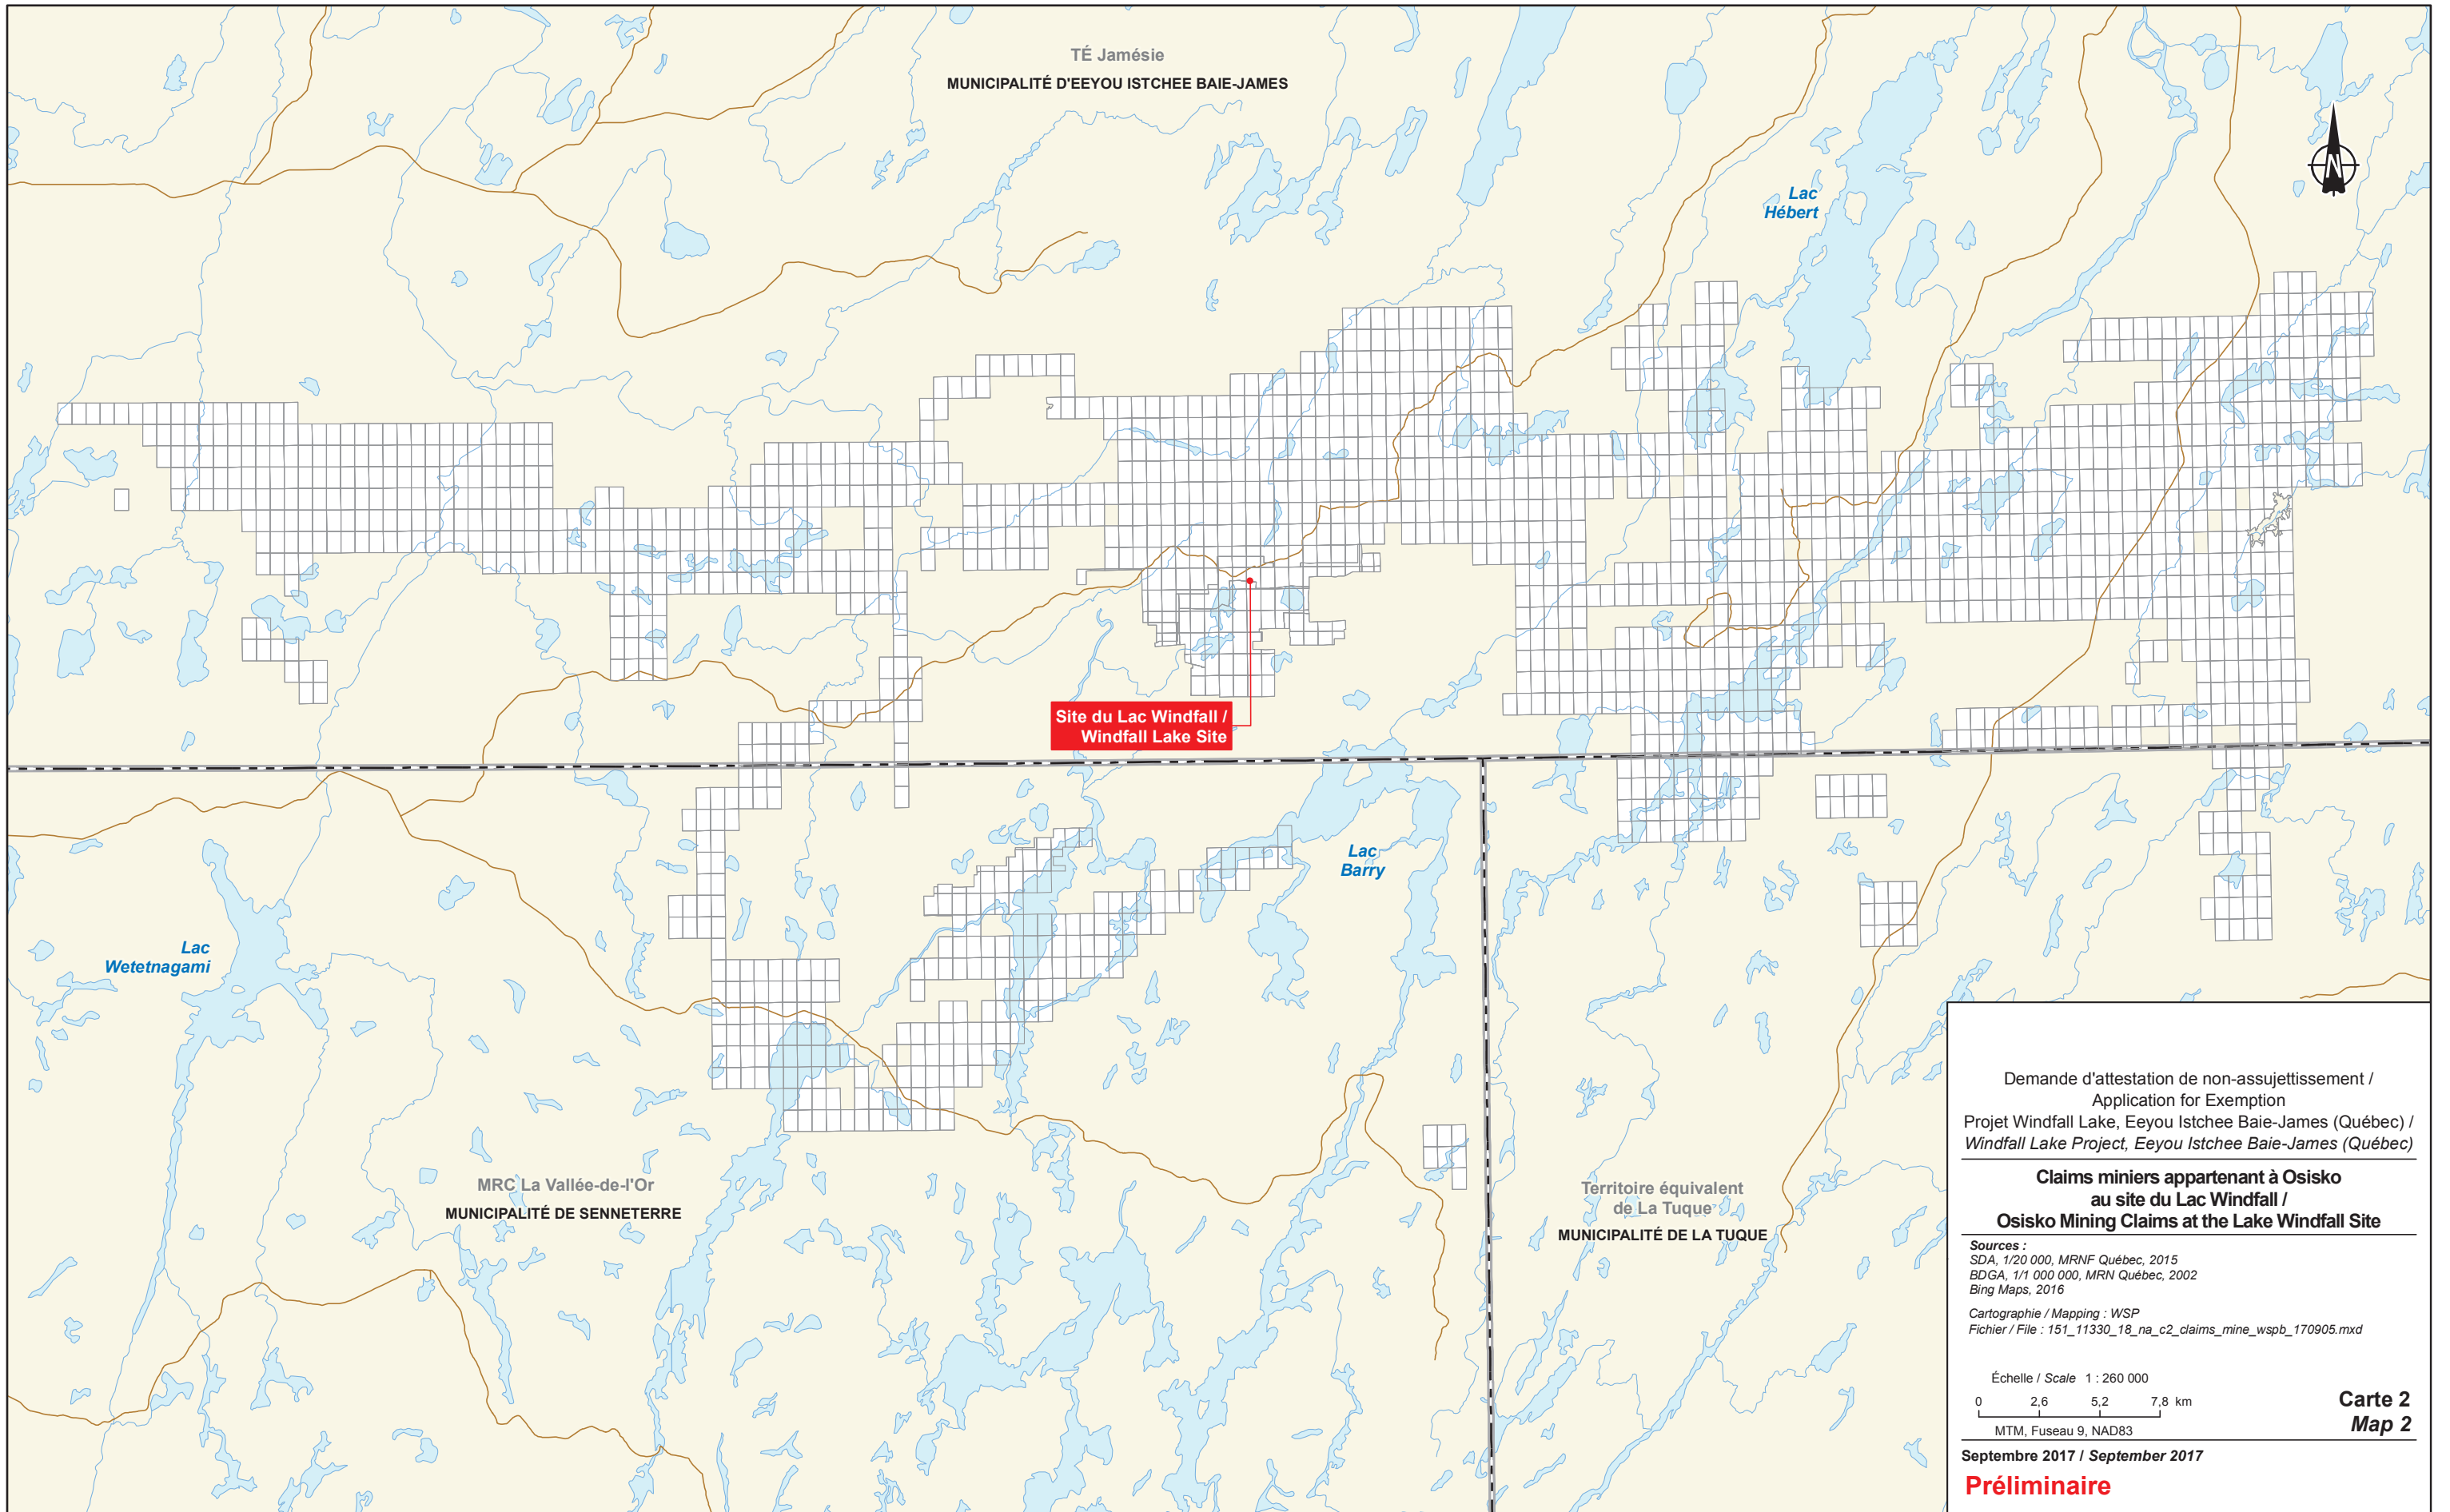 TÉ Jamésie
MUNICIPALITÉ D'EEYOU ISTCHEE BAIE-JAMES
N
Lac
Hébert
Site du Lac Windfall /
Windfall Lake Site
Lac
Barry
Lac
Wetetnagami
MRC La Vallée-de-l'Or
MUNICIPALITÉ DE SENNETERRE
Territoire équivalent
de La Tuque
MUNICIPALITÉ DE LA TUQUE
Demande d'attestation de non-assujettissement /
Application for Exemption
Projet Windfall Lake, Eeyou Istchee Baie-James (Québec) /
Windfall Lake Project, Eeyou Istchee Baie-James (Québec)
Claims miniers appartenant à Osisko
au site du Lac Windfall /
Osisko Mining Claims at the Lake Windfall Site
Sources :
SDA, 1/20 000, MRNF Québec, 2015
BDGA, 1/1 000 000, MRN Québec, 2002
Bing Maps, 2016
Cartographie / Mapping : WSP
Fichier / File : 151_11330_18_na_c2_claims_mine_wspb_170905.mxd
Échelle / Scale 1 : 260 000
0 2,6 5,2 7,8 km
MTM, Fuseau 9, NAD83
Carte 2
Map 2
Septembre 2017 / September 2017
Préliminaire